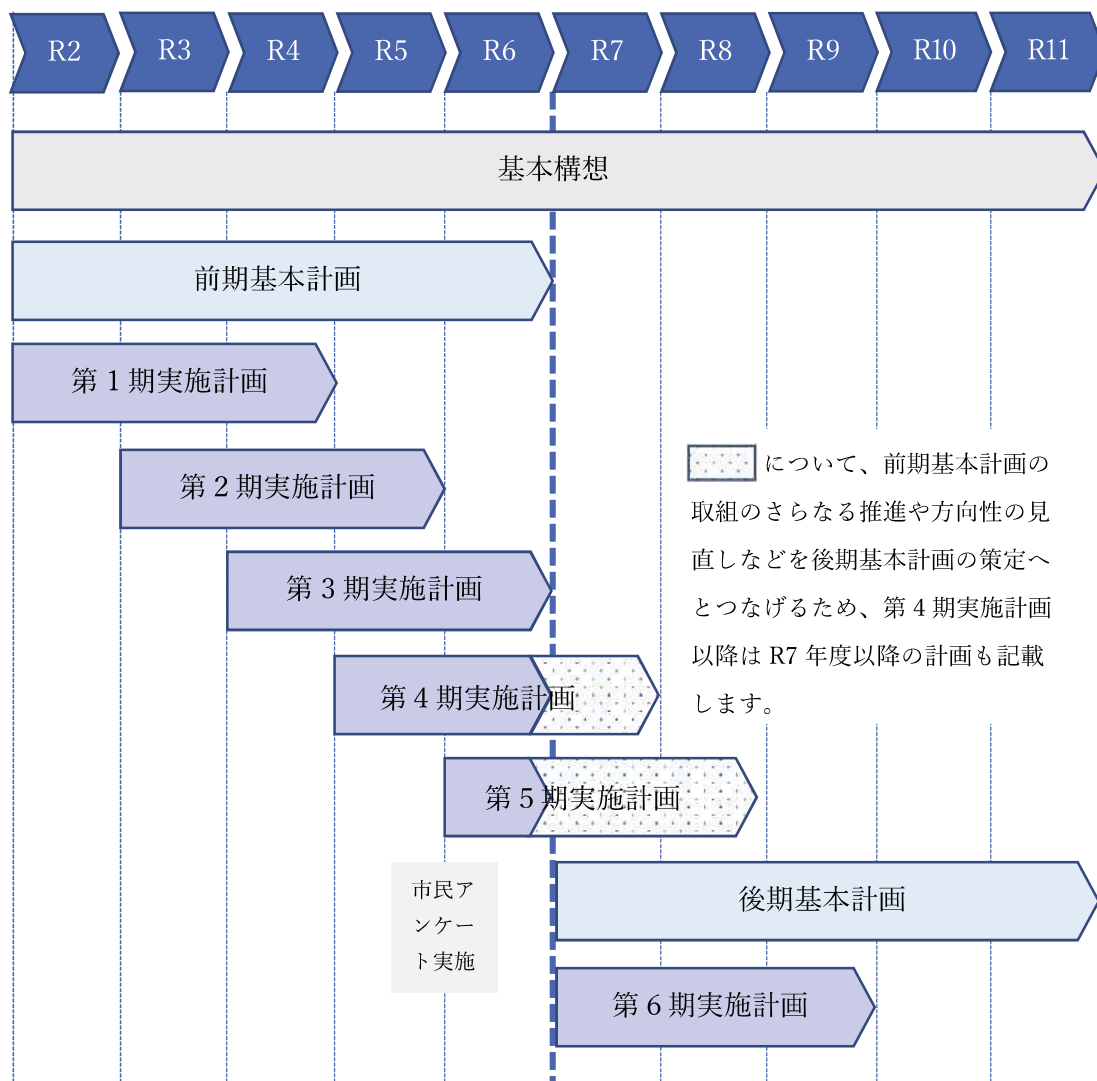 R2 R3 R4 R5 R6 R7 R8 R9 R10 R11
基本構想
前期基本計画
第1期実施計画
第2期実施計画
第3期実施計画
第4期実施計画
第5期実施計画
について、前期基本計画の
取組のさらなる推進や方向性の見
直しなどを後期基本計画の策定へ
とつなげるため、第4期実施計画
以降は R7 年度以降の計画も記載
します。
市民ア
ンケー
ト実施
後期基本計画
第6期実施計画